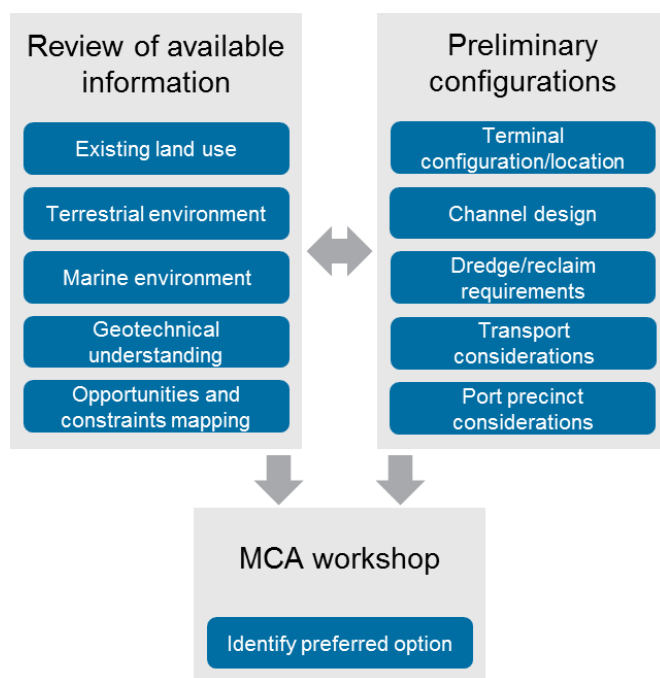 Review of available
information
Existing land use
Terrestrial environment
Marine environment
Geotechnical
understanding
Opportunities and
constraints mapping
Preliminary
configurations
Terminal
configuration/location
Channel design
Dredge/reclaim
requirements
Transport
considerations
Port precinct
considerations
MCA workshop
Identify preferred option